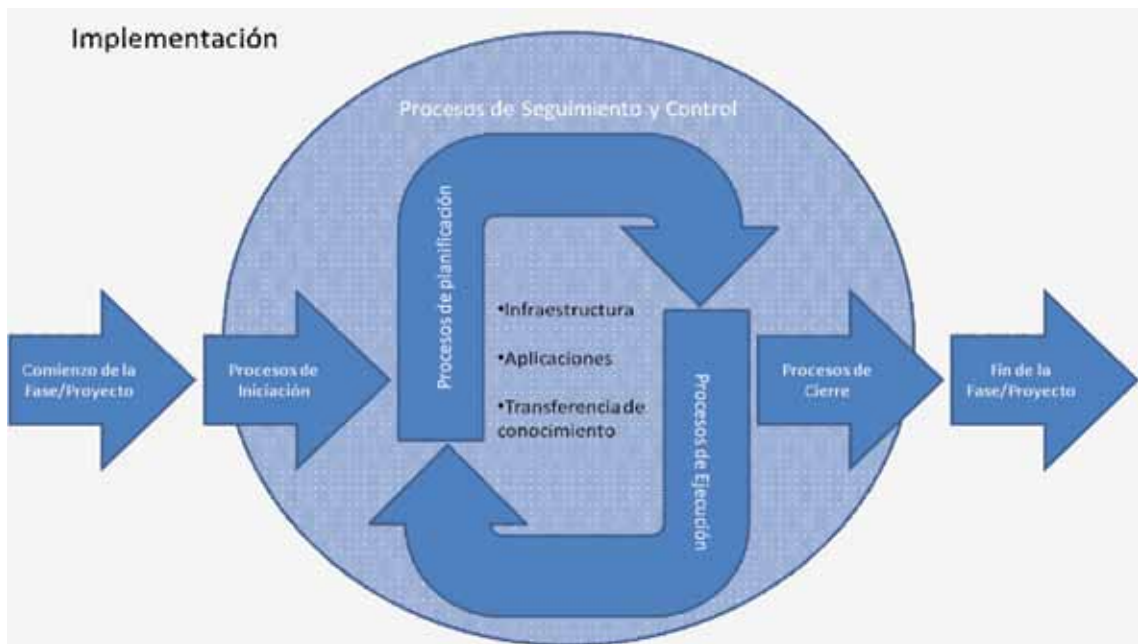 Implementación
Procesos de Seguimiento y Control
Procesos de planificación
•Infraestructura
•Aplicaciones
•Transferencia de
conocimiento
Procesos de Ejecución
Comienzo de la
Fase/Proyecto
Procesos de
Iniciación
Procesos de
Cierre
Fin de la
Fase/Proyecto